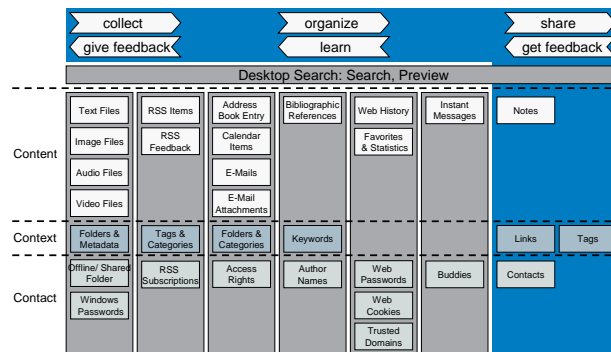 collect
organize
share
give feedback
learn
get feedback
Desktop Search: Search, Preview
Content
Text Files
RSS Items
Address
Book Entry
Bibliographic
References
Web History
Instant
Messages
Notes
Image Files
RSS
Feedback
Calendar
Items
Favorites
& Statistics
Audio Files
E-Mails
Video Files
E-Mail
Attachments
Context
Folders &
Metadata
Tags &
Categories
Folders &
Categories
Keywords
Links
Tags
Contact
Offline/ Shared
Folder
RSS
Subscriptions
Access
Rights
Author
Names
Web
Passwords
Buddies
Contacts
Windows
Passwords
Web
Cookies
Trusted
Domains